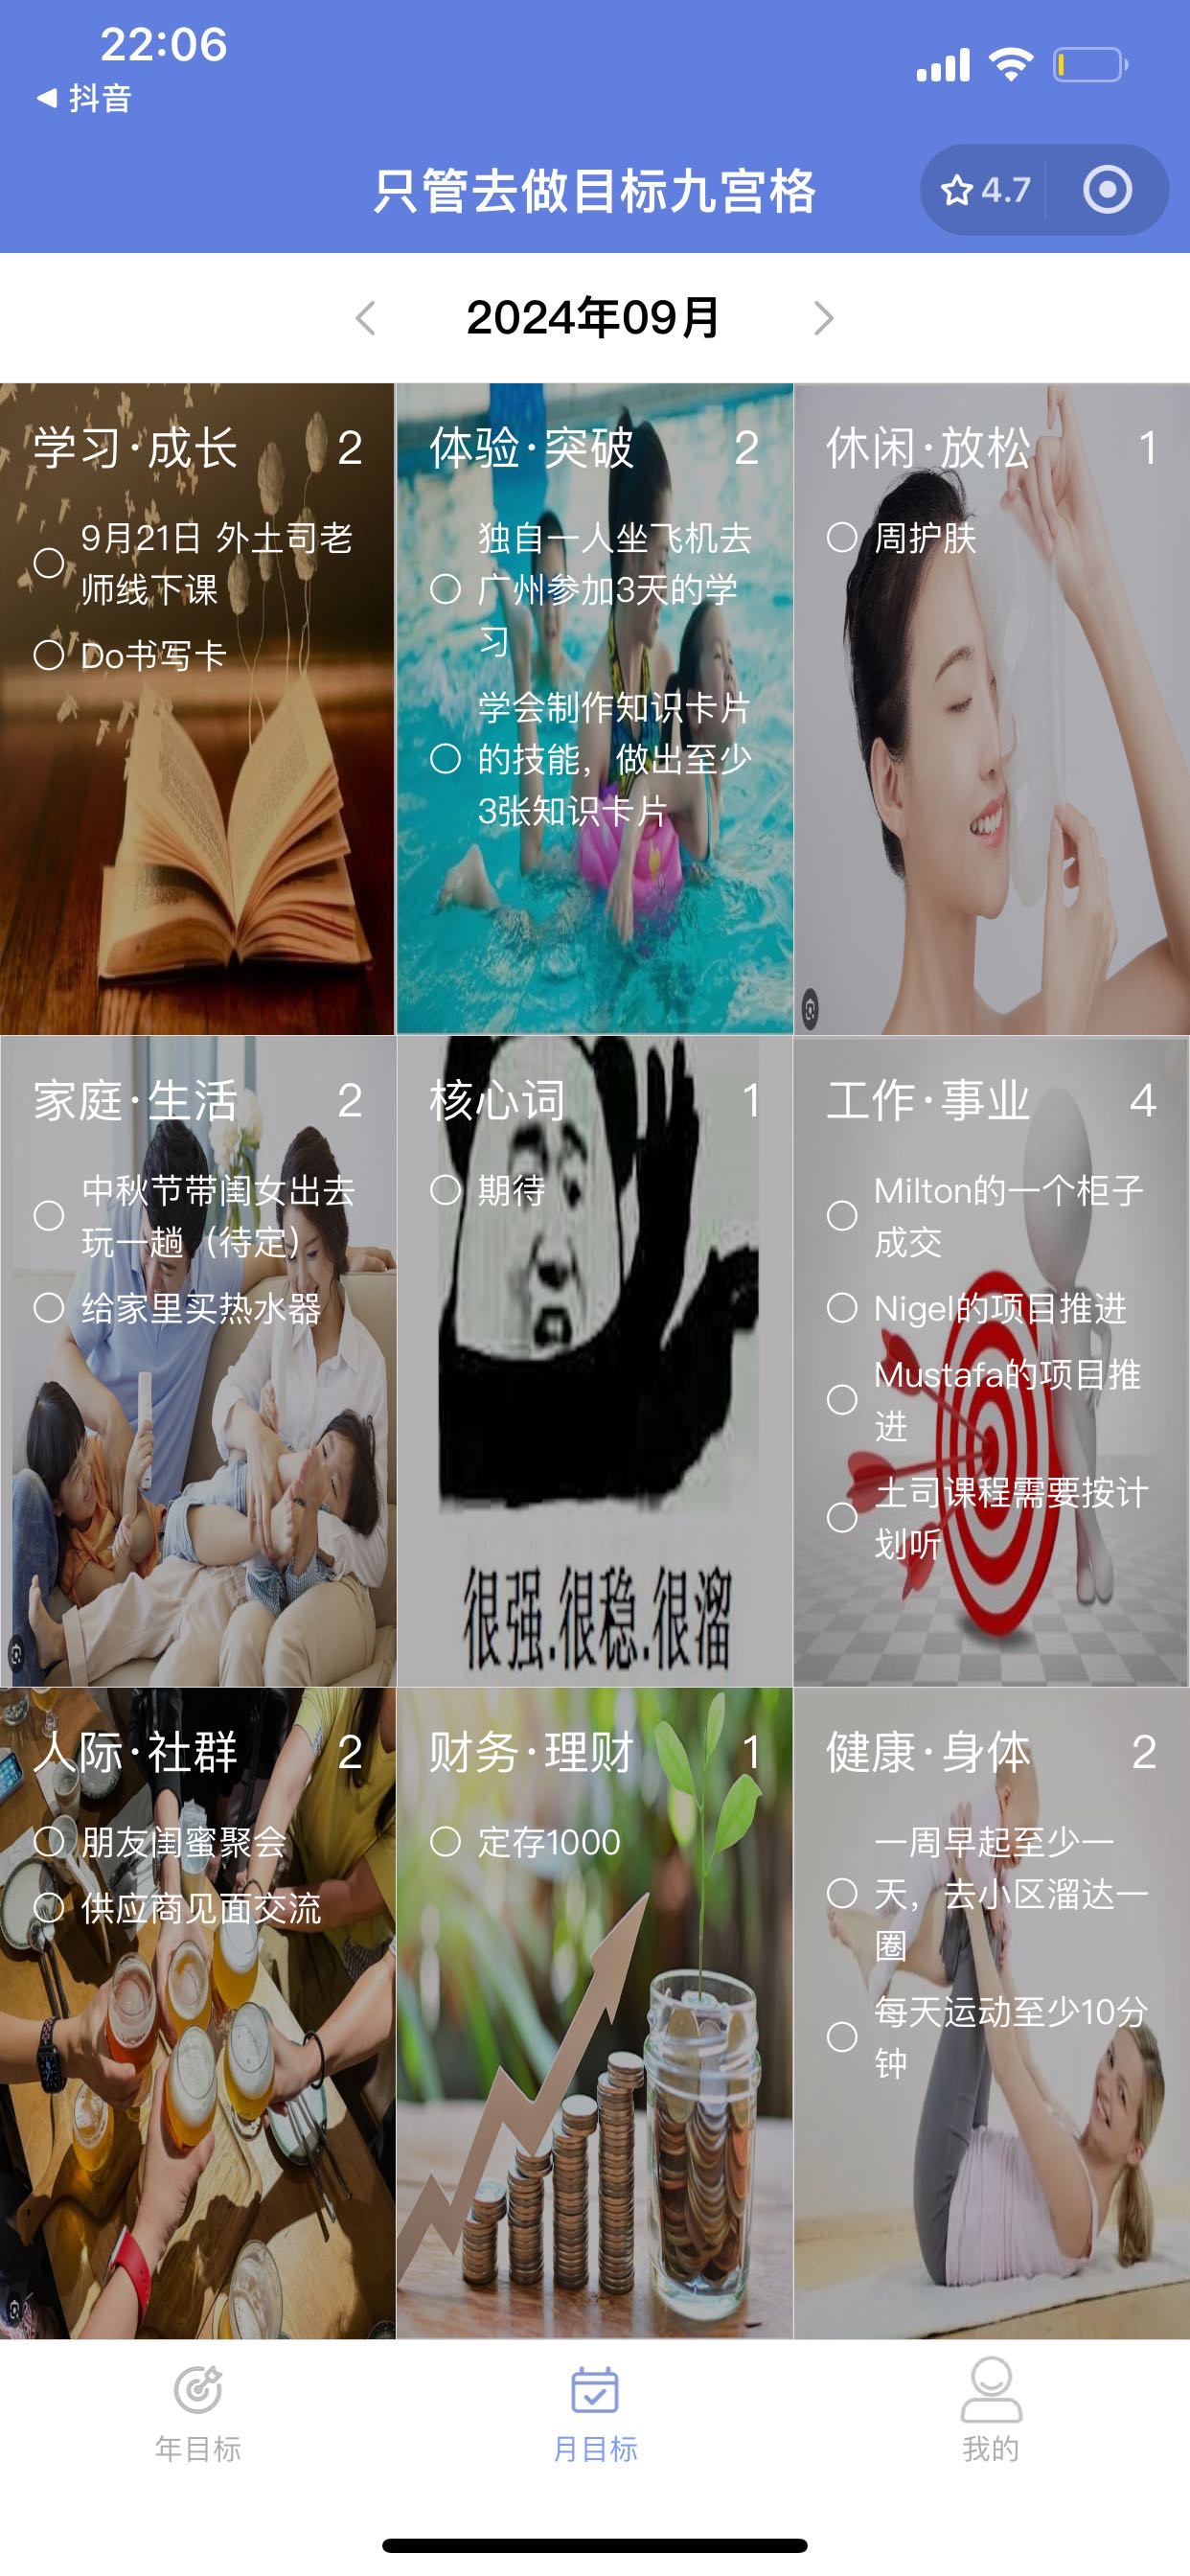 22:06
抖音
只管去做目标九宫格
4.7
2024年09月
学习·成长 2
9月21日 外土司老
师线下课
Do书写卡
体验·突破 2
独自一人坐飞机去
广州参加3天的学
习
学会制作知识卡片
的技能，做出至少
3张知识卡片
休闲·放松 1
周护肤
家庭·生活 2
中秋节带闺女出去
玩一趟（待定）
给家里买热水器
核心词 1
期待
很强.很稳.很溜
工作·事业 4
Milton的一个柜子
成交
Nigel的项目推进
Mustafa的项目推
进
土司课程需要按计
划听
人际·社群 2
朋友闺蜜聚会
供应商见面交流
财务·理财 1
定存1000
健康·身体 2
一周早起至少一
天，去小区溜达一
圈
每天运动至少10分
钟
年目标
月目标
我的